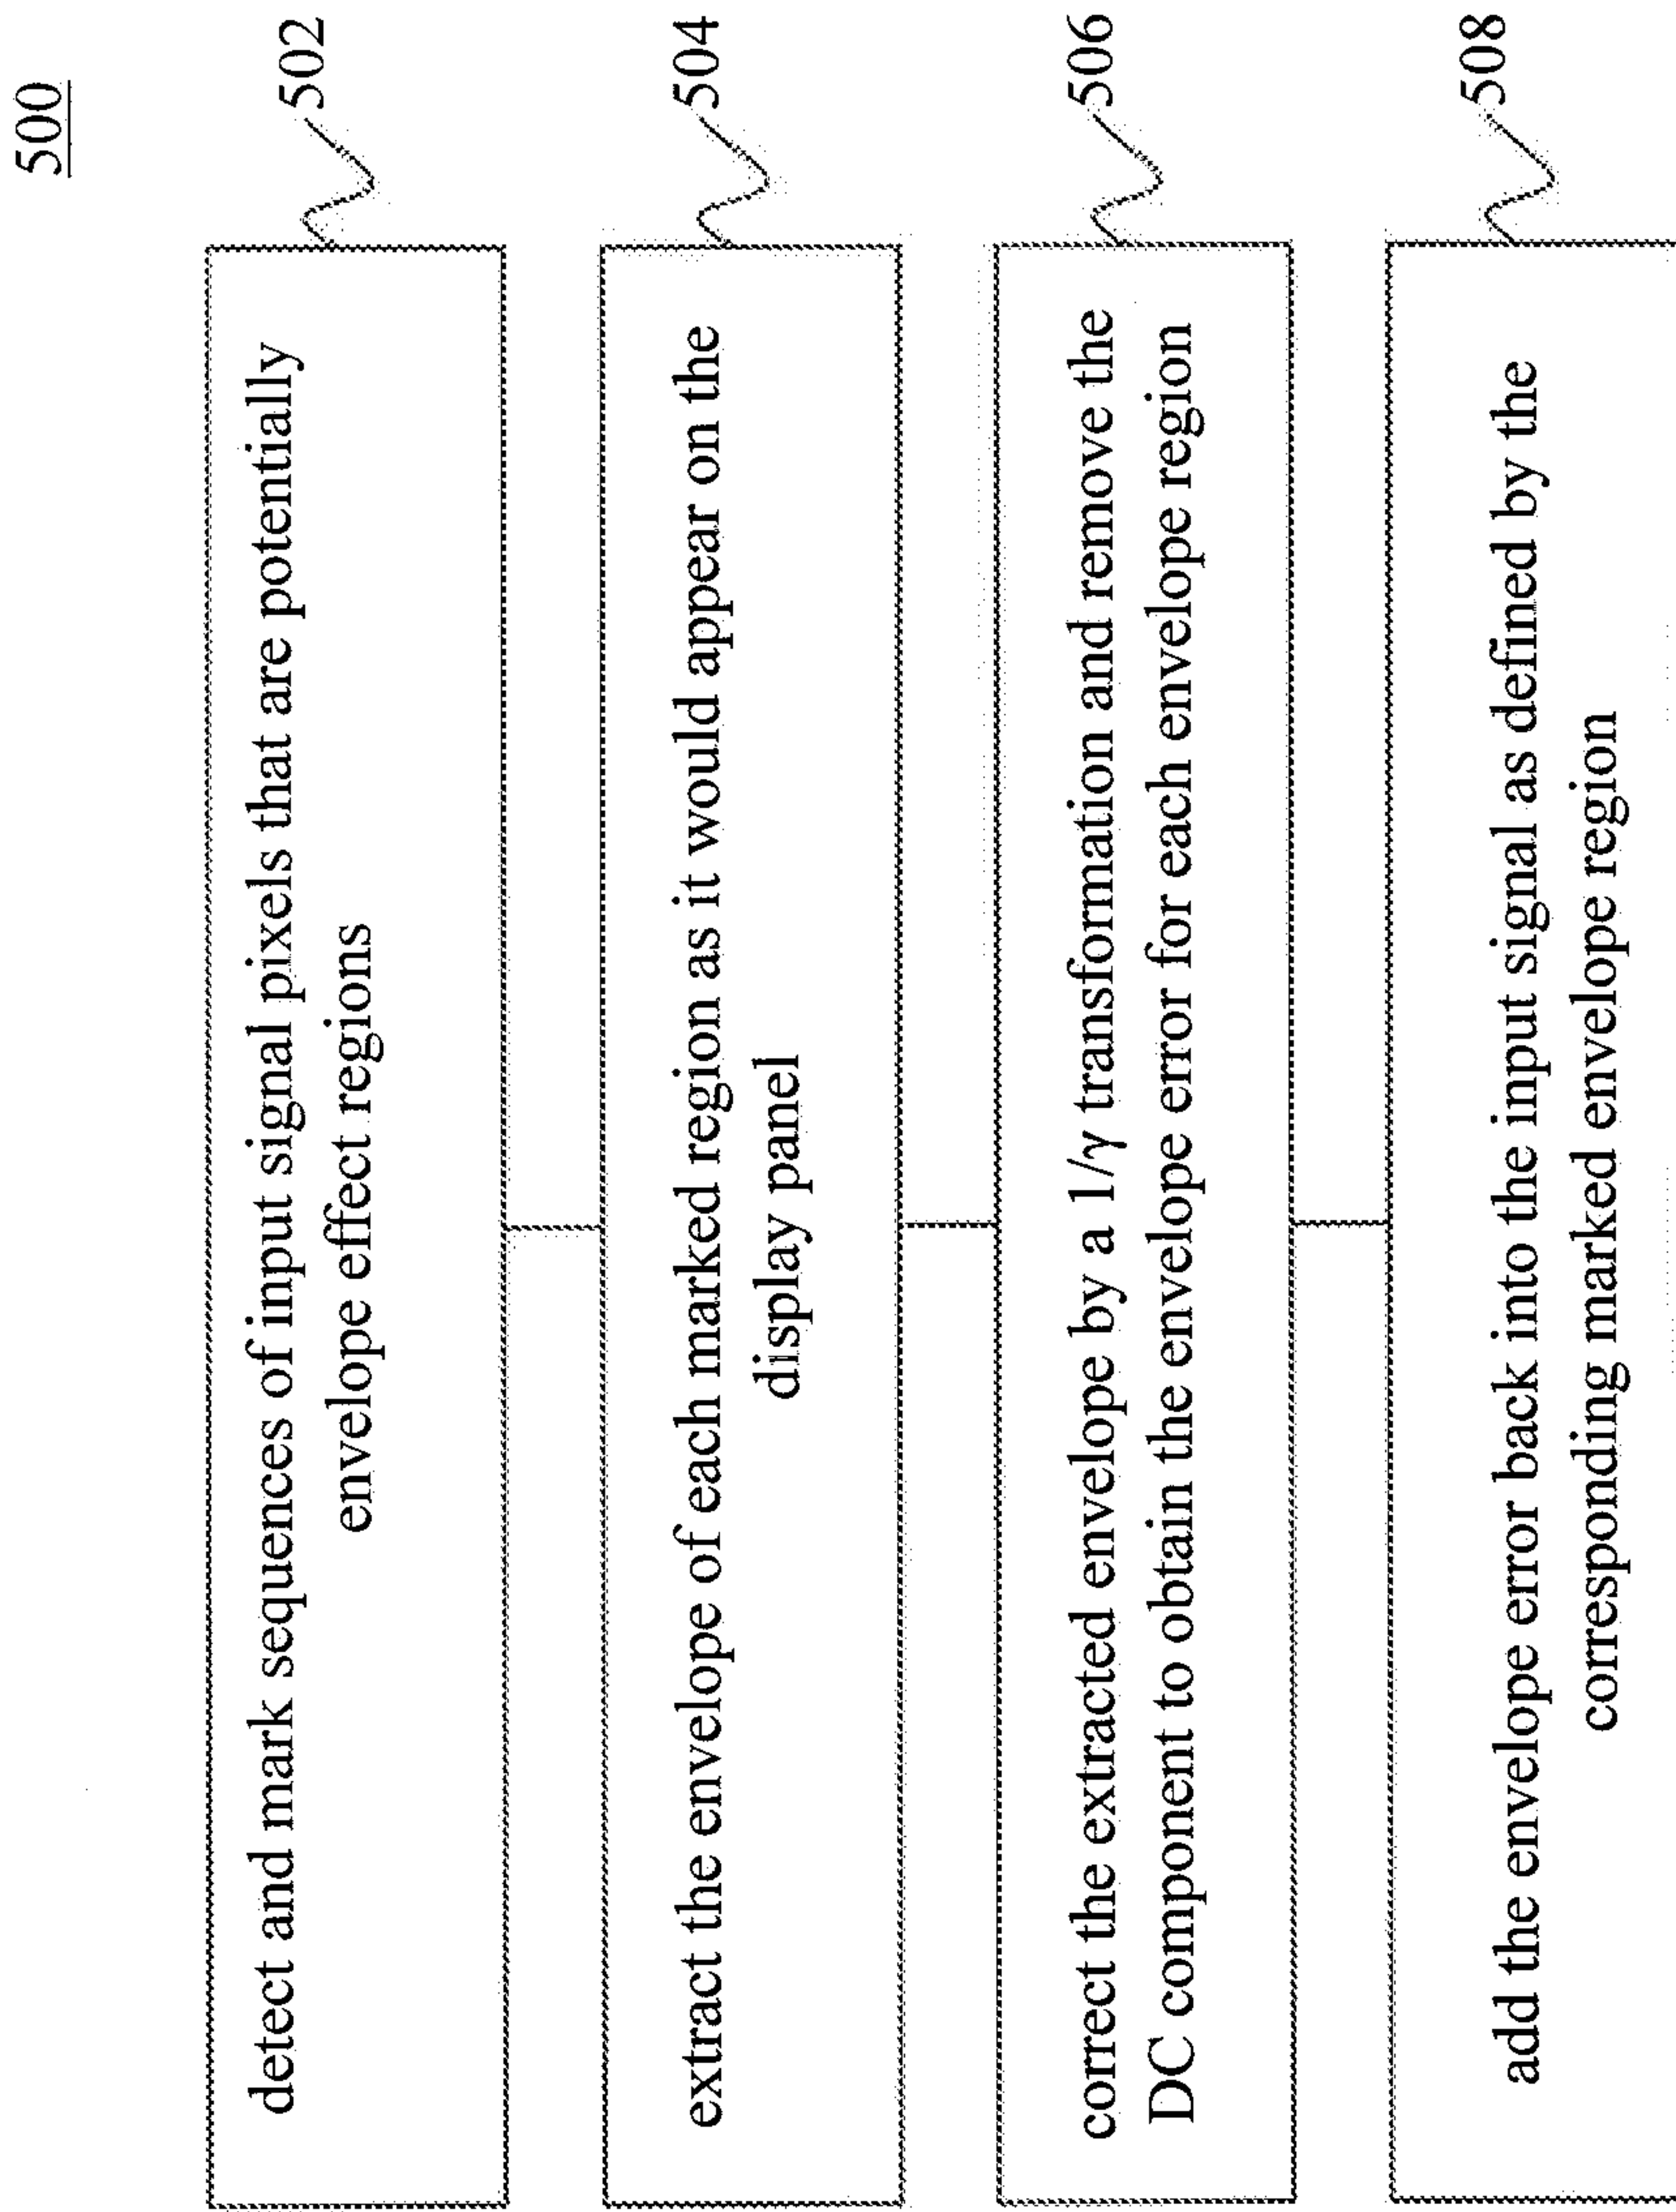 500
detect and mark sequences of input signal pixels that are potentially
envelope effect regions
502
extract the envelope of each marked region as it would appear on the
display panel
504
correct the extracted envelope by a 1/γ transformation and remove the
DC component to obtain the envelope error for each envelope region
506
add the envelope error back into the input signal as defined by the
corresponding marked envelope region
508